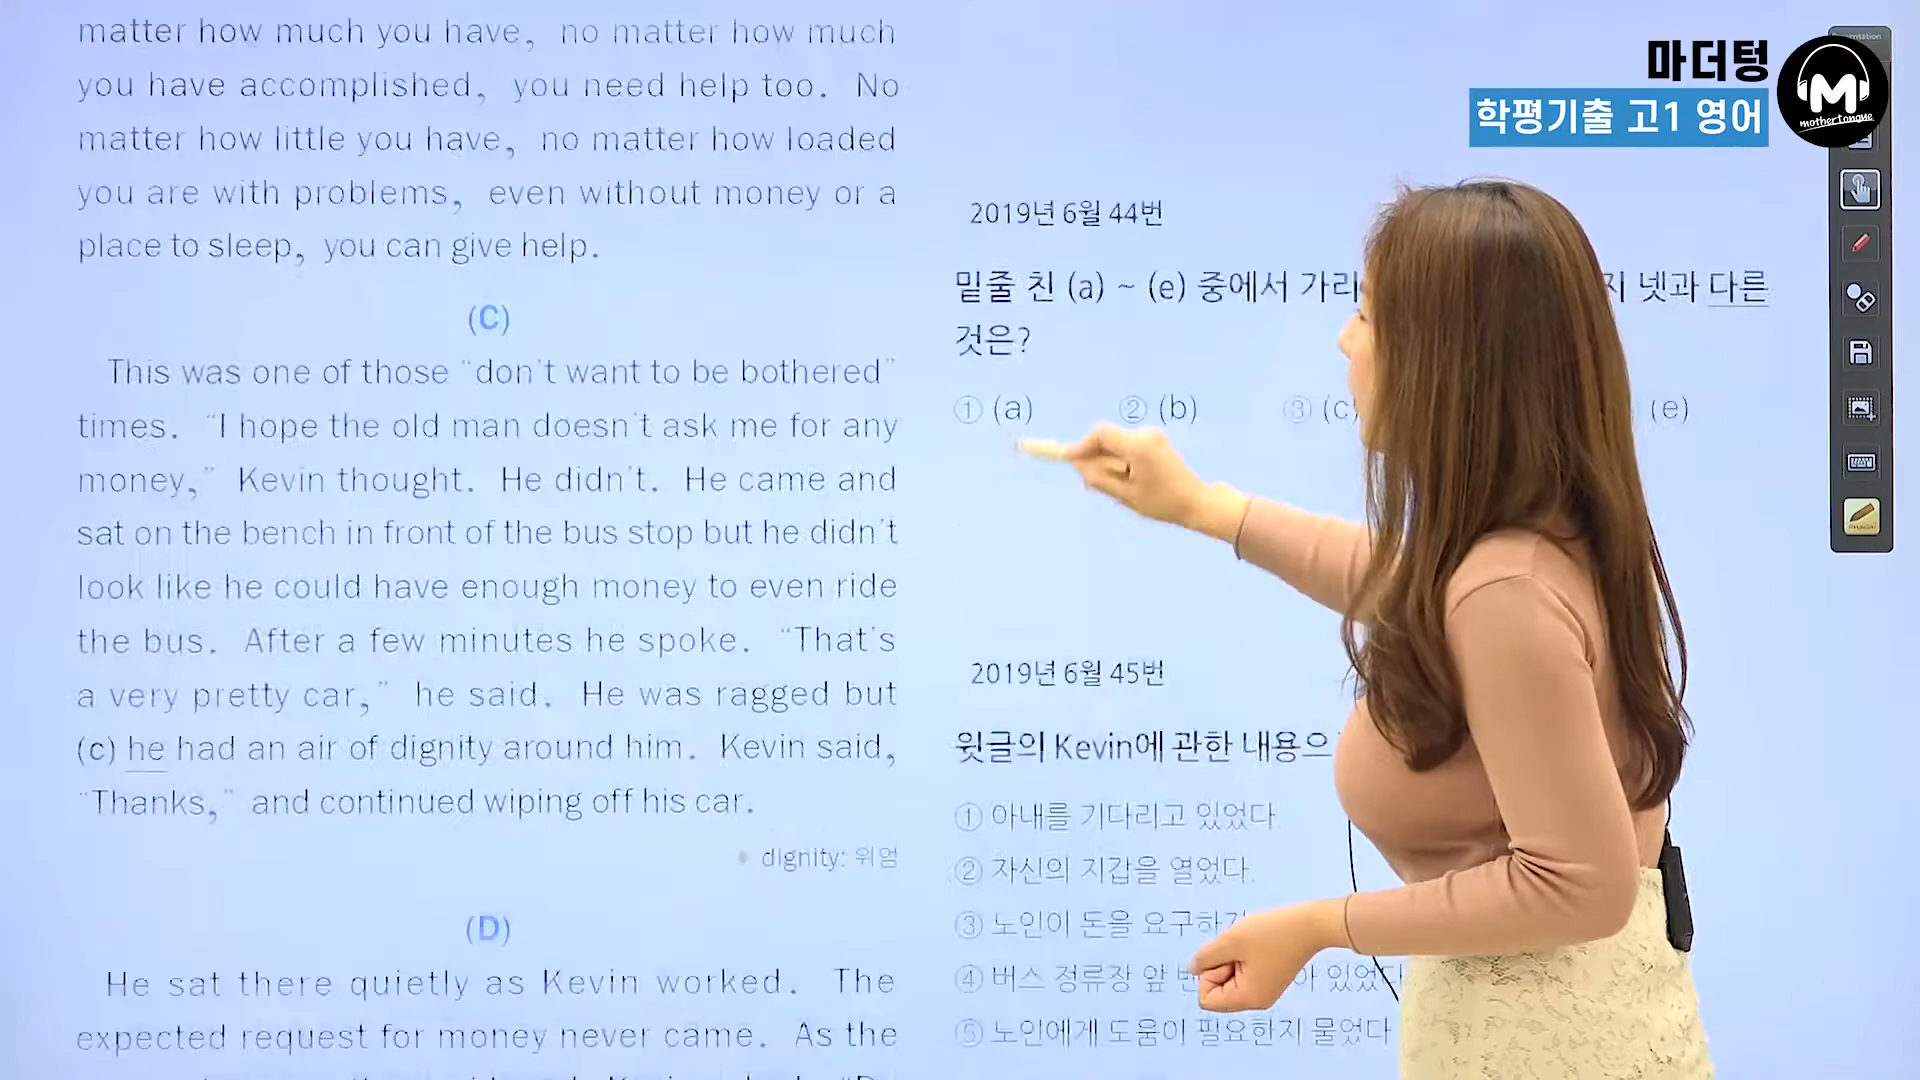 matter how much you have, no matter how much
you have accomplished, you need help too. No
matter how little you have, no matter how loaded
you are with problems, even without money or a
place to sleep, you can give help.
(C)
This was one of those “don't want to be bothered”
times. “I hope the old man doesn't ask me for any
money,” Kevin thought. He didn't. He came and
sat on the bench in front of the bus stop but he didn't
look like he could have enough money to even ride
the bus. After a few minutes he spoke. “That's
a very pretty car,” he said. He was ragged but
(c) he had an air of dignity around him. Kevin said,
“Thanks,” and continued wiping off his car.
* dignity: 위엄
(D)
He sat there quietly as Kevin worked. The
expected request for money never came. As the
마더텅
학평기출 고1 영어
M
mothertongue
2019년 6월 44번
밑줄 친 (a) ~ (e) 중에서 가리 넷과 다른
것은?
① (a) ② (b) ③ (c) (e)
2019년 6월 45번
윗글의 Kevin에 관한 내용으
① 아내를 기다리고 있었다.
② 자신의 지갑을 열었다.
③ 노인이 돈을 요구하
④ 버스 정류장 앞 있었다
⑤ 노인에게 도움이 필요한지 물었다